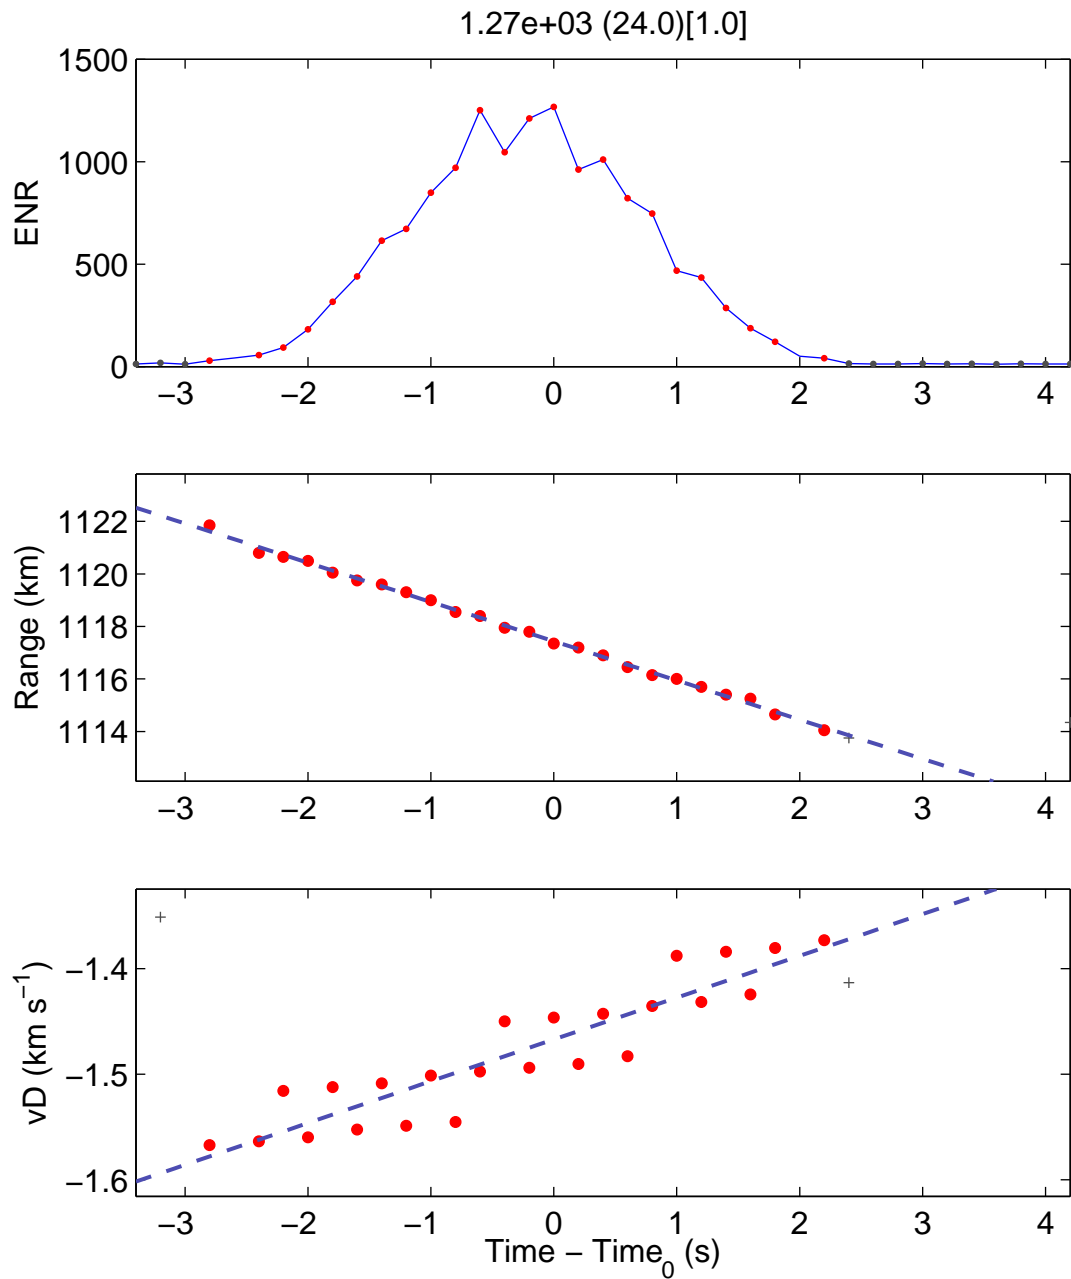 1.27e+03 (24.0)[1.0]
1500
1000
500
0
ENR
−3 −2 −1 0 1 2 3 4
1122
1120
1118
1116
1114
Range (km)
−3 −2 −1 0 1 2 3 4
−1.4
−1.5
−1.6
vD (km s−1)
−3 −2 −1 0 1 2 3 4
Time − Time0 (s)